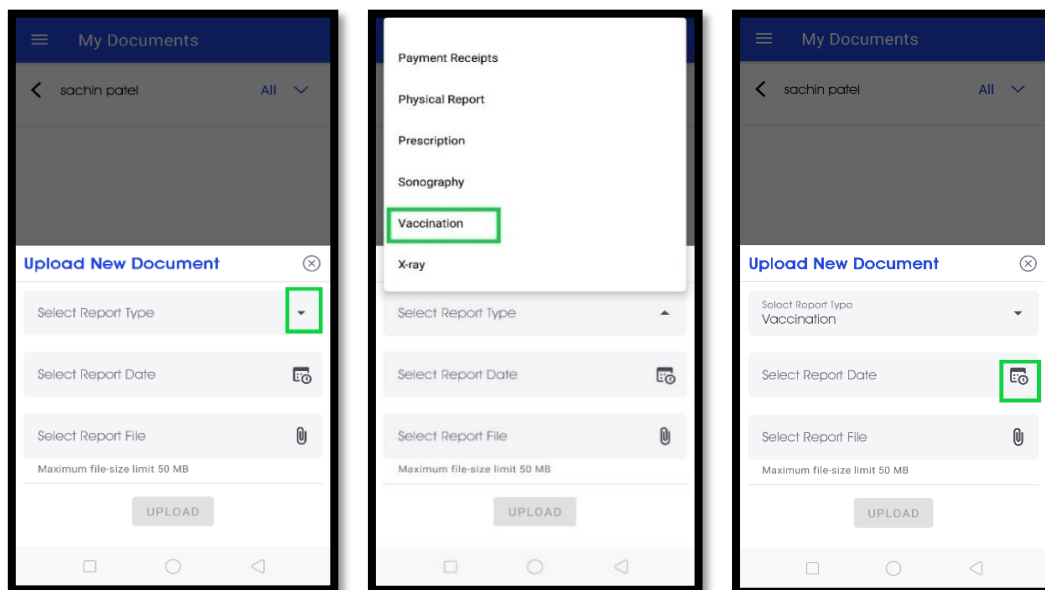 My Documents
sachin patel All
Upload New Document
Select Report Type
Select Report Date
Select Report File
Maximum file-size limit 50 MB
UPLOAD
Payment Receipts
Physical Report
Prescription
Sonography
Vaccination
X-ray
Select Report Type
Select Report Date
Select Report File
Maximum file-size limit 50 MB
UPLOAD
My Documents
sachin patel All
Upload New Document
Select Report Type
Vaccination
Select Report Date
Select Report File
Maximum file-size limit 50 MB
UPLOAD